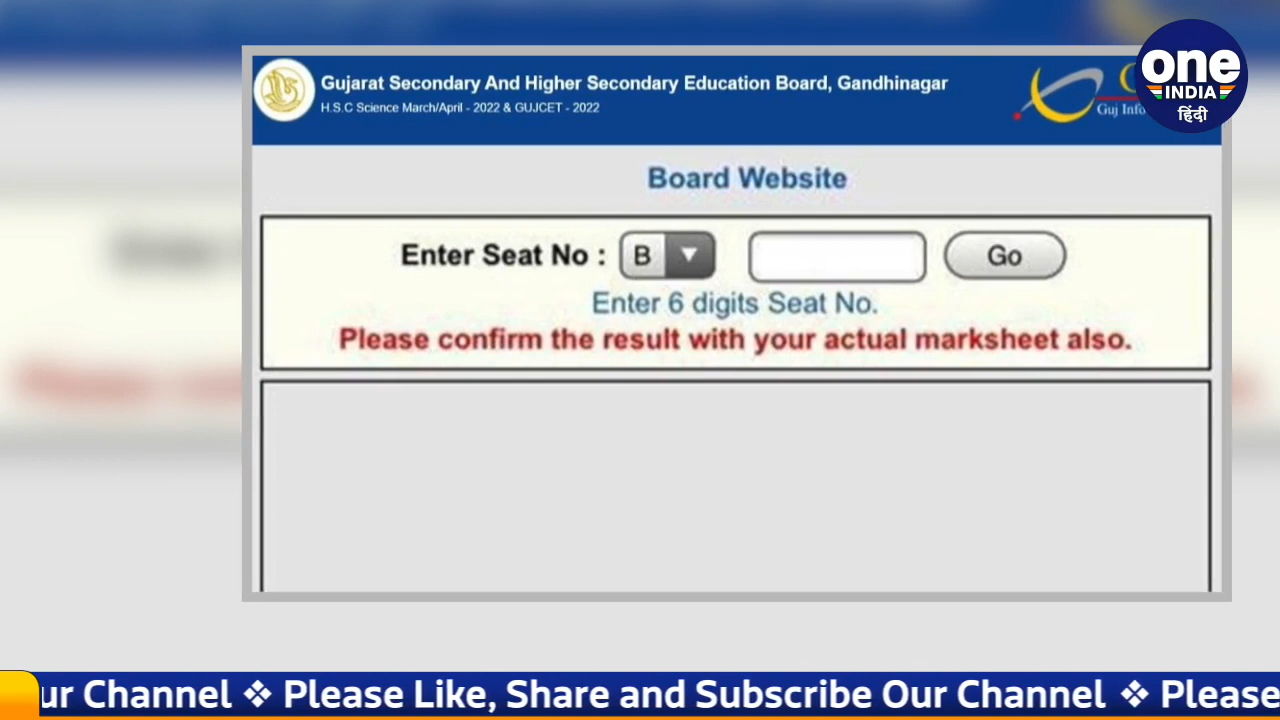 Gujarat Secondary And Higher Secondary Education Board, Gandhinagar
H.S.C Science March/April - 2022 & GUJCET - 2022
Guj Info
one
INDIA
हिंदी
Board Website
Enter Seat No : B Go
Enter 6 digits Seat No.
Please confirm the result with your actual marksheet also.
ur Channel ❖ Please Like, Share and Subscribe Our Channel ❖ Please